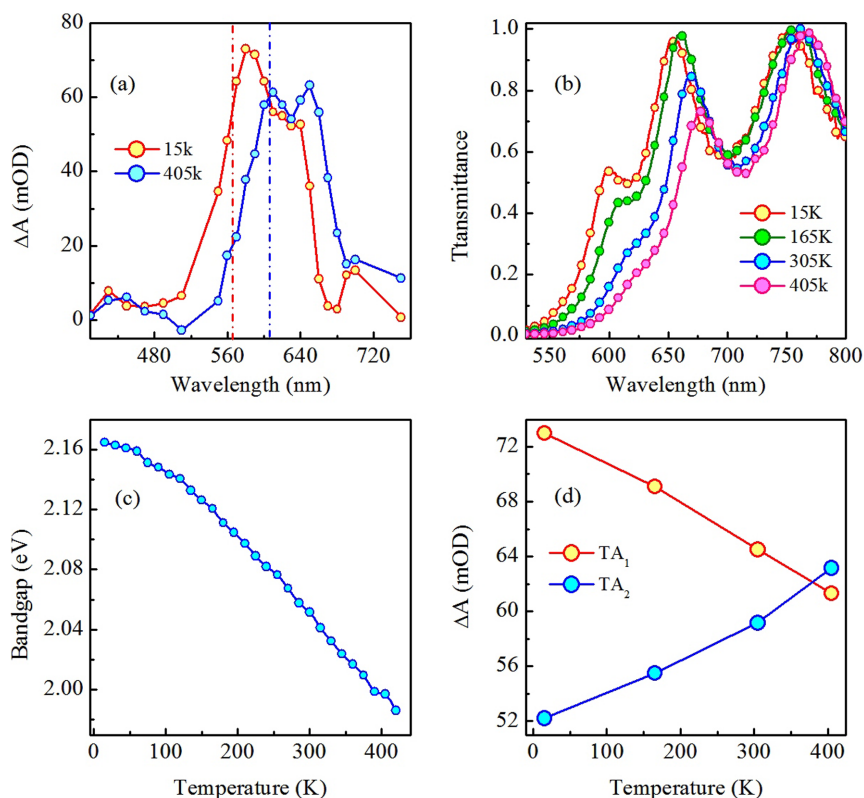 (a)
15k
405k
80
60
40
20
0
480 560 640 720
Wavelength (nm)
ΔA (mOD)
(b)
15K
165K
305K
405k
1.0
0.8
0.6
0.4
0.2
0.0
550 600 650 700 750 800
Wavelength (nm)
Ttansmittance
(c)
2.16
2.12
2.08
2.04
2.00
0 100 200 300 400
Temperature (K)
Bandgap (eV)
(d)
TA₁
TA₂
72
68
64
60
56
52
0 100 200 300 400
Temperature (K)
ΔA (mOD)